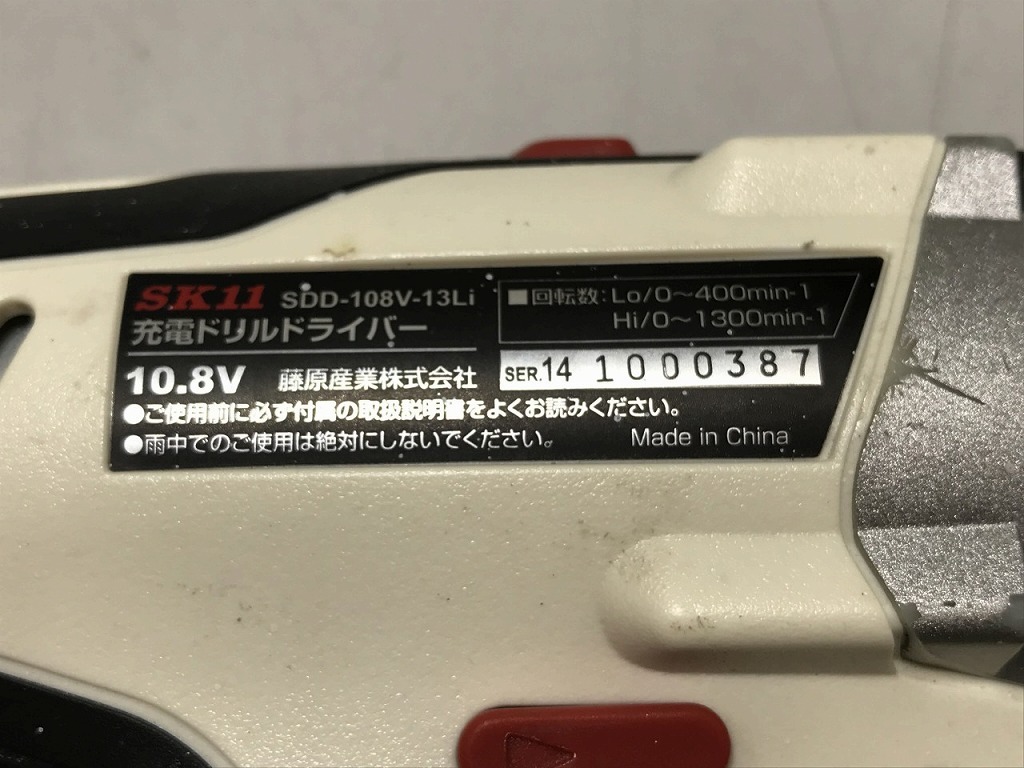 SK11 SDD-108V-13Li
充電ドリルドライバー
■回転数:Lo/0～400min-1
Hi/0～1300min-1
10.8V 藤原産業株式会社
SER.14 1000387
●ご使用前に必ず付属の取扱説明書をよくお読みください。
●雨中でのご使用は絶対にしないでください。
Made in China